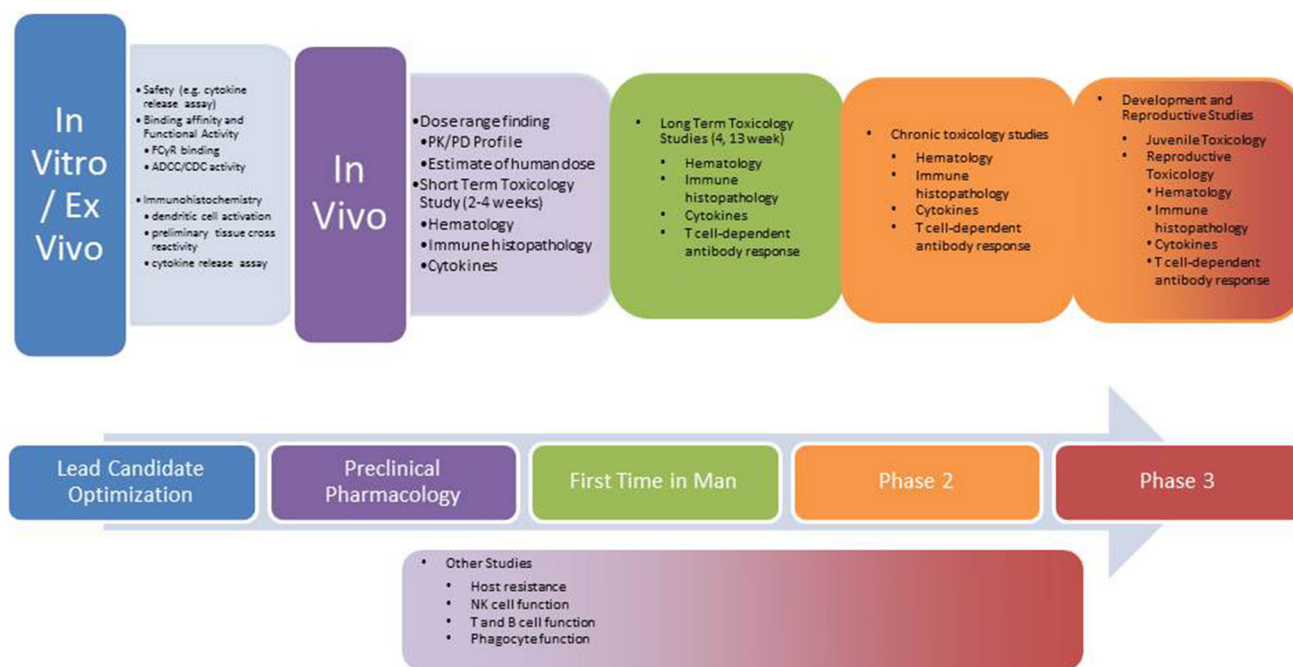 In
Vitro
/ Ex
Vivo
• Safety (e.g. cytokine
release assay)
• Binding affinity and
Functional Activity
• FCγR binding
• ADCC/CDC activity
• Immunohistochemistry
• dendritic cell activation
• preliminary tissue cross
reactivity
• cytokine release assay
In
Vivo
•Dose range finding
•PK/PD Profile
•Estimate of human dose
•Short Term Toxicology
Study (2-4 weeks)
•Hematology
•Immune histopathology
•Cytokines
• Long Term Toxicology
Studies (4, 13 week)
• Hematology
• Immune
histopathology
• Cytokines
• T cell-dependent
antibody response
• Chronic toxicology studies
• Hematology
• Immune
histopathology
• Cytokines
• T cell-dependent
antibody response
• Development and
Reproductive Studies
• Juvenile Toxicology
• Reproductive
Toxicology
• Hematology
• Immune
histopathology
• Cytokines
• T cell-dependent
antibody response
Lead Candidate
Optimization
Preclinical
Pharmacology
First Time in Man
Phase 2
Phase 3
• Other Studies
• Host resistance
• NK cell function
• T and B cell function
• Phagocyte function